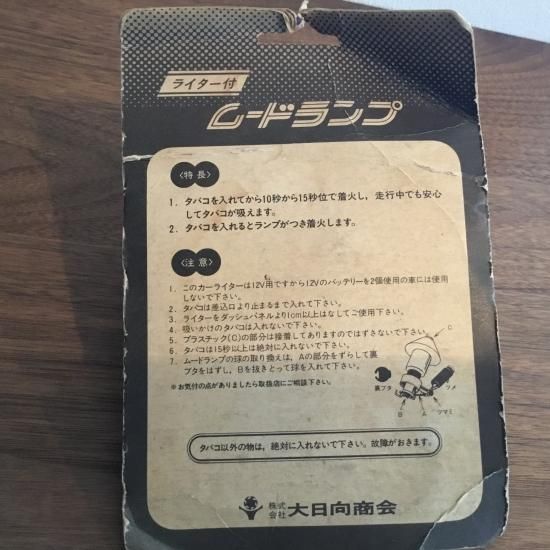 ライター付
ムードランプ
〈特長〉
1. タバコを入れてから10秒から15秒位で着火し，走行中でも安心
してタバコが吸えます。
2. タバコを入れるとランプがつき着火します。
〈注意〉
1. このカーライターは12V用ですから12Vのバッテリーを2個使用の車には使用
しないで下さい。
2. タバコは差込口より止まるまで入れて下さい。
3. ライターをダッシュパネルより1cm以上はなしてご使用下さい。
4. 吸いかけのタバコは入れないで下さい。
5. プラスチック(C)の部分は接着してありますのではずさないで下さい。
6. タバコは15秒以上は絶対に入れないで下さい。
7. ムードランプの球の取り換えは、Aの部分をずらして裏
ブタをはずし、Bを抜きとって球を入れて下さい。
※お気付の点がありましたら取扱店にご相談下さい。
C
裏ブタ
ツメ
B A ツマミ
タバコ以外の物は，絶対に入れないで下さい。故障がおきます。
株式会社 大日向商会